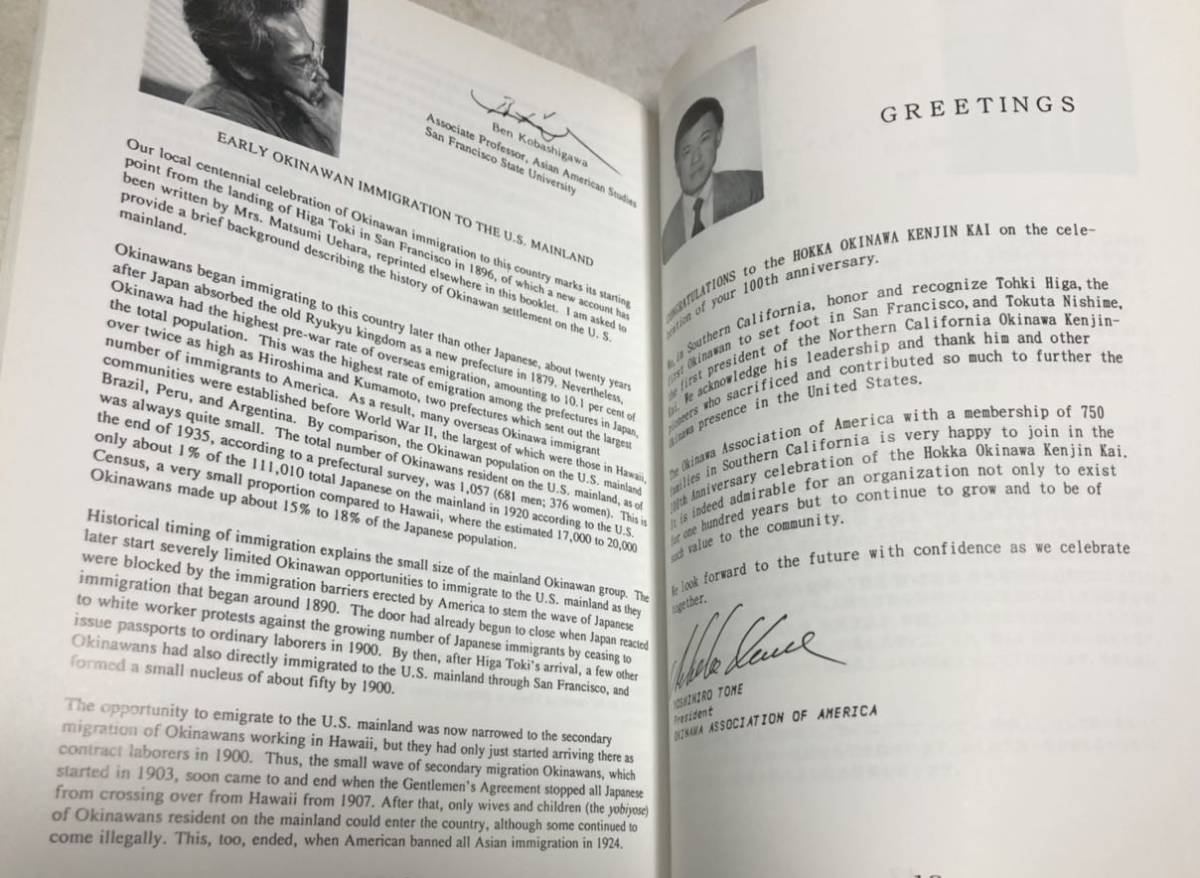 Ben Kobashigawa
Associate Professor, Asian American Studies
San Francisco State University
EARLY OKINAWAN IMMIGRATION TO THE U.S. MAINLAND
Our local centennial celebration of Okinawan immigration to this country marks its starting
point from the landing of Higa Toki in San Francisco in 1896, of which a new account has
been written by Mrs. Matsumi Uehara, reprinted elsewhere in this booklet. I am asked to
provide a brief background describing the history of Okinawan settlement on the U. S.
mainland.
Okinawans began immigrating to this country later than other Japanese, about twenty years
after Japan absorbed the old Ryukyu kingdom as a new prefecture in 1879. Nevertheless,
Okinawa had the highest pre-war rate of overseas emigration, amounting to 10.1 per cent of
the total population. This was the highest rate of emigration among the prefectures in Japan,
over twice as high as Hiroshima and Kumamoto, two prefectures which sent out the largest
number of immigrants to America. As a result, many overseas Okinawa immigrant
communities were established before World War II, the largest of which were those in Hawaii,
Brazil, Peru, and Argentina. By comparison, the Okinawan population on the U.S. mainland
was always quite small. The total number of Okinawans resident on the U.S. mainland, as of
the end of 1935, according to a prefectural survey, was 1,057 (681 men; 376 women). This is
only about 1% of the 111,010 total Japanese on the mainland in 1920 according to the U.S.
Census, a very small proportion compared to Hawaii, where the estimated 17,000 to 20,000
Okinawans made up about 15% to 18% of the Japanese population.
Historical timing of immigration explains the small size of the mainland Okinawan group. The
later start severely limited Okinawan opportunities to immigrate to the U.S. mainland as they
were blocked by the immigration barriers erected by America to stem the wave of Japanese
immigration that began around 1890. The door had already begun to close when Japan reacted
to white worker protests against the growing number of Japanese immigrants by ceasing to
issue passports to ordinary laborers in 1900. By then, after Higa Toki's arrival, a few other
Okinawans had also directly immigrated to the U.S. mainland through San Francisco, and
formed a small nucleus of about fifty by 1900.
The opportunity to emigrate to the U.S. mainland was now narrowed to the secondary
migration of Okinawans working in Hawaii, but they had only just started arriving there as
contract laborers in 1900. Thus, the small wave of secondary migration Okinawans, which
started in 1903, soon came to and end when the Gentlemen's Agreement stopped all Japanese
from crossing over from Hawaii from 1907. After that, only wives and children (the yobiyose)
of Okinawans resident on the mainland could enter the country, although some continued to
come illegally. This, too, ended, when American banned all Asian immigration in 1924.
GREETINGS
CONGRATULATIONS to the HOKKA OKINAWA KENJIN KAI on the cele-
bration of your 100th anniversary.
We, in Southern California, honor and recognize Tohki Higa, the
first Okinawan to set foot in San Francisco, and Tokuta Nishime,
the first president of the Northern California Okinawa Kenjin-
Kai. We acknowledge his leadership and thank him and other
pioneers who sacrificed and contributed so much to further the
Okinawa presence in the United States.
The Okinawa Association of America with a membership of 750
families in Southern California is very happy to join in the
100th Anniversary celebration of the Hokka Okinawa Kenjin Kai.
It is indeed admirable for an organization not only to exist
for one hundred years but to continue to grow and to be of
such value to the community.
We look forward to the future with confidence as we celebrate
together.
YOSHIHIRO TOME
President
OKINAWA ASSOCIATION OF AMERICA